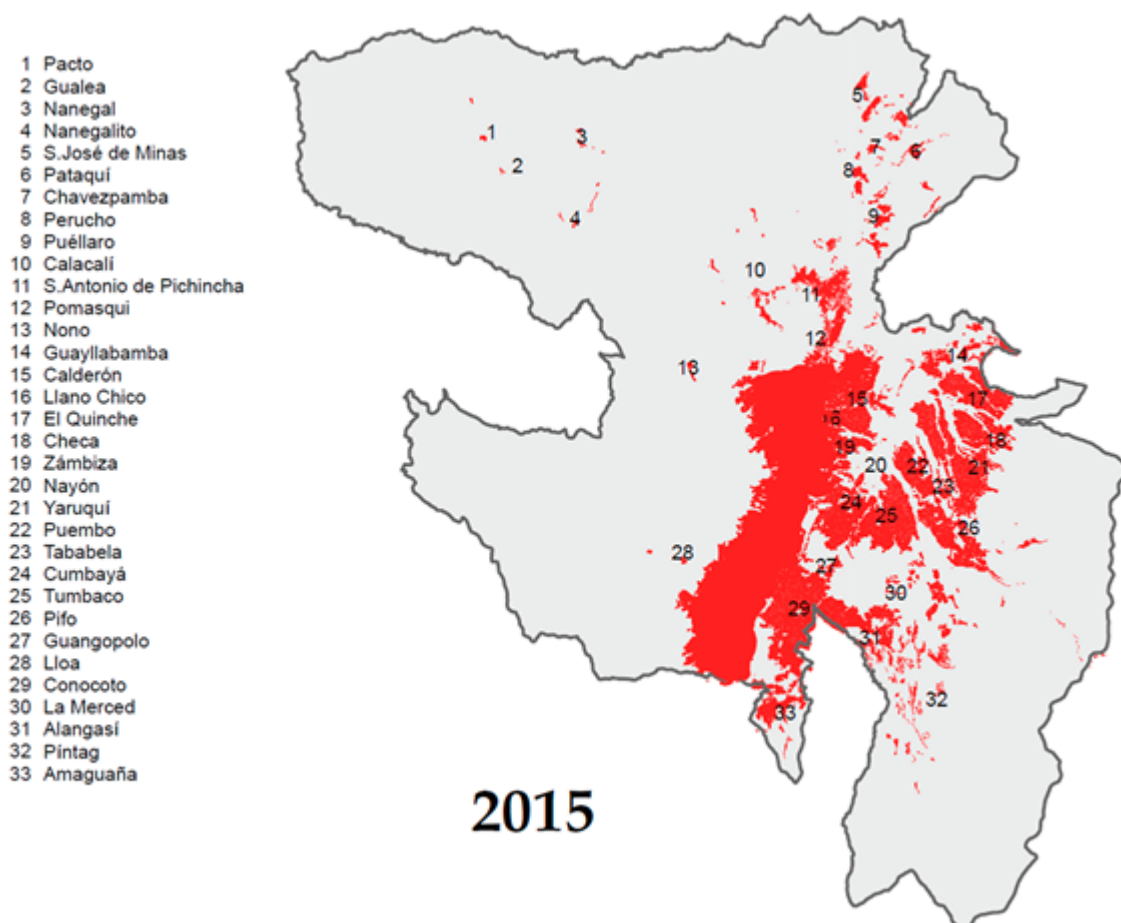 1 Pacto
2 Gualea
3 Nanegal
4 Nanegalito
5 S.José de Minas
6 Pataquí
7 Chavezpamba
8 Perucho
9 Puéllaro
10 Calacalí
11 S.Antonio de Pichincha
12 Pomasqui
13 Nono
14 Guayllabamba
15 Calderón
16 Llano Chico
17 El Quinche
18 Checa
19 Zámbiza
20 Nayón
21 Yaruquí
22 Puembo
23 Tababela
24 Cumbayá
25 Tumbaco
26 Pifo
27 Guangopolo
28 Lloa
29 Conocoto
30 La Merced
31 Alangasí
32 Píntag
33 Amaguaña
5
1
3
7
6
2
8
4
9
10
11
12
14
13
15
17
16
18
19
20
22
21
23
24
25
26
28
27
30
29
31
32
33
2015